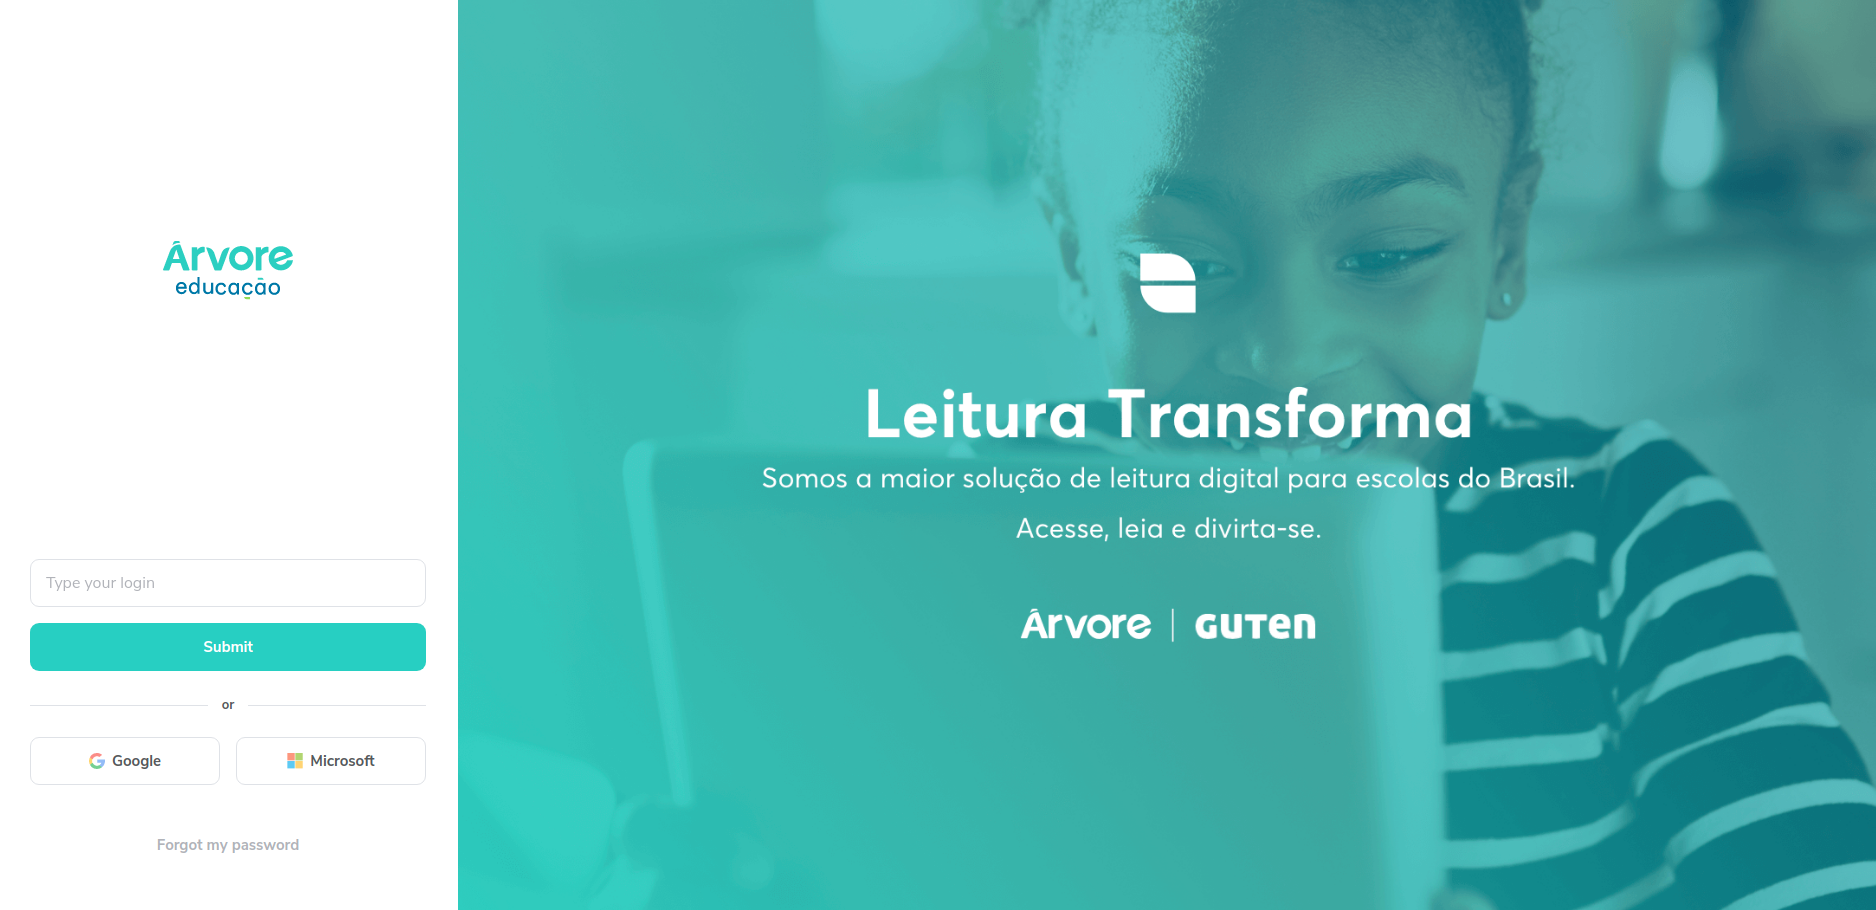 Árvore
educação
Type your login
Submit
or
Google
Microsoft
Forgot my password
Leitura Transforma
Somos a maior solução de leitura digital para escolas do Brasil.
Acesse, leia e divirta-se.
Árvore | GUTEN